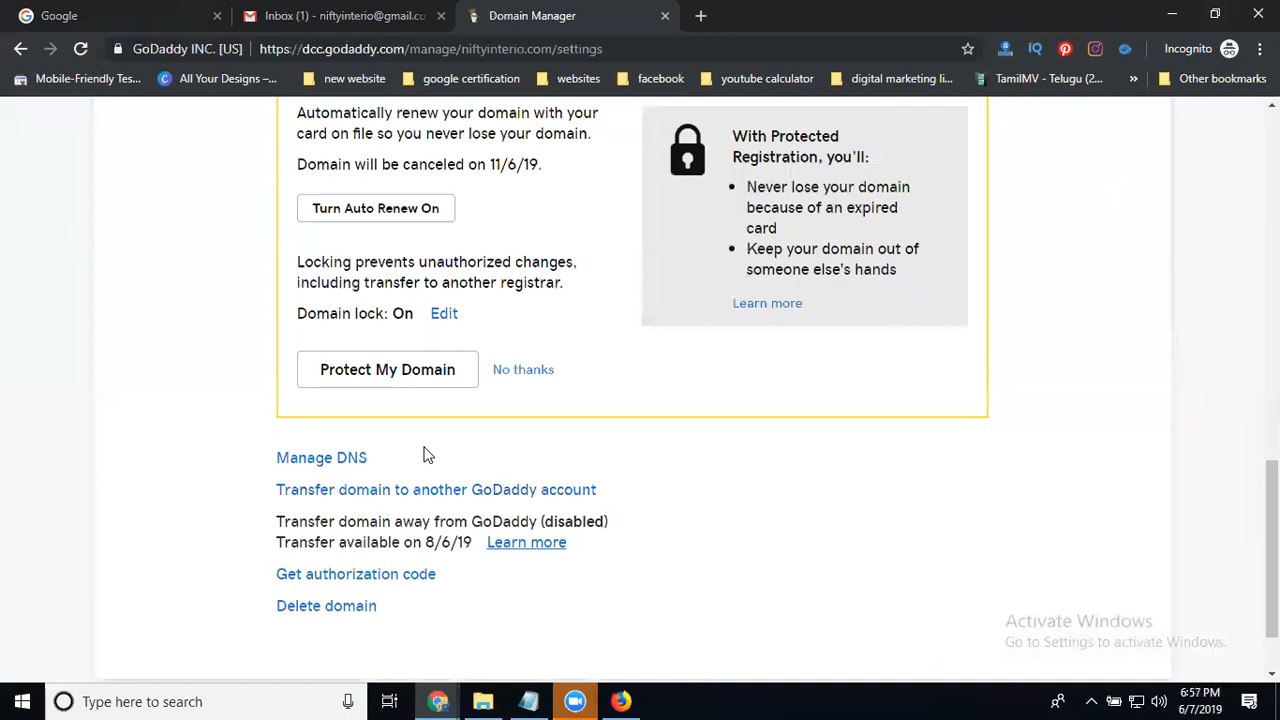 Google
Inbox (1) - niftyinterio@gmail.co
Domain Manager
GoDaddy INC. [US]
https://dcc.godaddy.com/manage/niftyinterio.com/settings
Incognito
Mobile-Friendly Tes...
All Your Designs –...
new website
google certification
websites
facebook
youtube calculator
digital marketing li...
TamilMV - Telugu (2...
Other bookmarks
Automatically renew your domain with your
card on file so you never lose your domain.
Domain will be canceled on 11/6/19.
Turn Auto Renew On
Locking prevents unauthorized changes,
including transfer to another registrar.
Domain lock: On Edit
Protect My Domain
No thanks
With Protected
Registration, you'll:
• Never lose your domain
because of an expired
card
• Keep your domain out of
someone else's hands
Learn more
Manage DNS
Transfer domain to another GoDaddy account
Transfer domain away from GoDaddy (disabled)
Transfer available on 8/6/19 Learn more
Get authorization code
Delete domain
Activate Windows
Go to Settings to activate Windows.
Type here to search
6:57 PM
6/7/2019